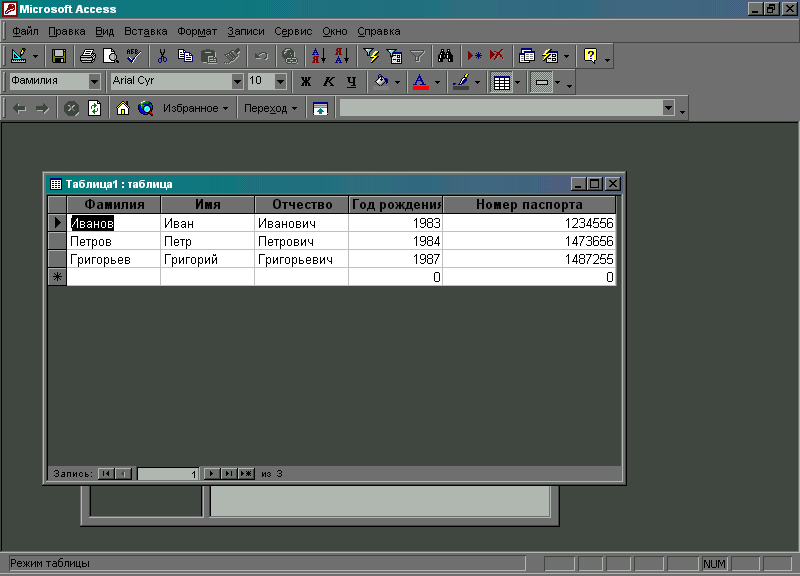 Microsoft Access
Файл Правка Вид Вставка Формат Записи Сервис Окно Справка
Фамилия Arial Cyr 10 Ж К Ч
Избранное Переход
Таблица1 : таблица
Фамилия Имя Отчество Год рождения Номер паспорта
Иванов Иван Иванович 1983 1234556
Петров Петр Петрович 1984 1473656
Григорьев Григорий Григорьевич 1987 1487255
0 0
Запись: 1 из 3
Режим таблицы NUM